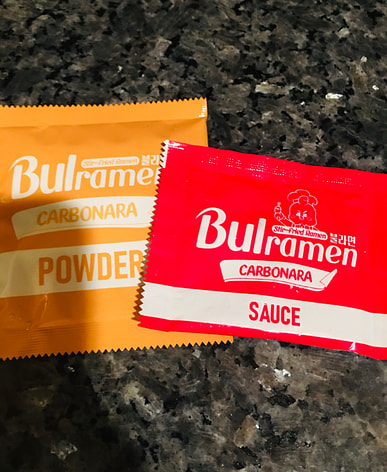 Stir-Fried Ramen 불라면
Bulramen
CARBONARA
POWDER
Stir-Fried Ramen 불라면
Bulramen
CARBONARA
SAUCE